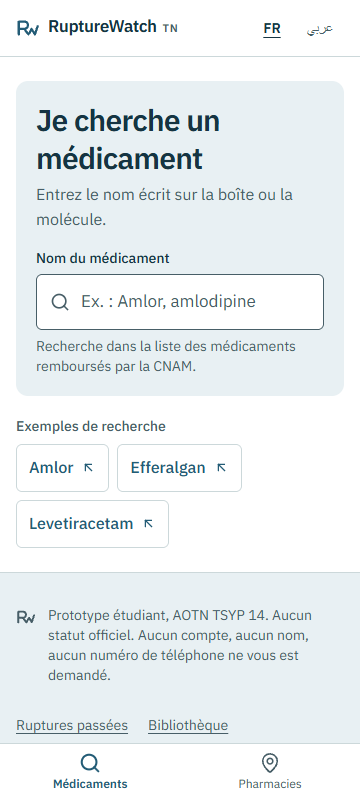 RuptureWatch TN
FR
عربي
Je cherche un
médicament
Entrez le nom écrit sur la boîte ou la
molécule.
Nom du médicament
Ex. : Amlor, amlodipine
Recherche dans la liste des médicaments
remboursés par la CNAM.
Exemples de recherche
Amlor
Efferalgan
Levetiracetam
Prototype étudiant, AOTN TSYP 14. Aucun
statut officiel. Aucun compte, aucun nom,
aucun numéro de téléphone ne vous est
demandé.
Ruptures passées
Bibliothèque
Médicaments
Pharmacies